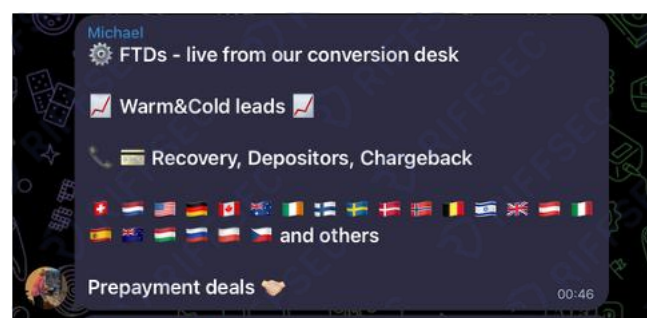 Michael
FTDs - live from our conversion desk
Warm&Cold leads
Recovery, Depositors, Chargeback
and others
Prepayment deals
00:46
RIFFSEC